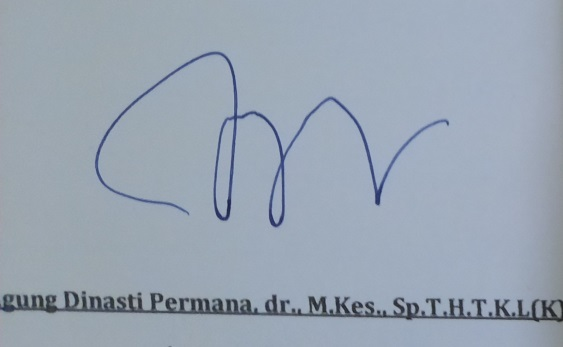 gung Dinasti Permana, dr., M.Kes., Sp.T.H.T.K.L(K)